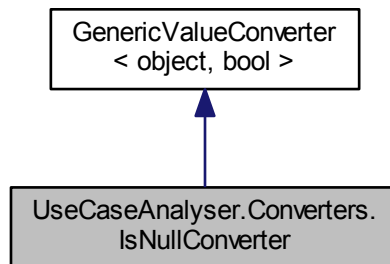 GenericValueConverter
< object, bool >
UseCaseAnalyser.Converters.
IsNullConverter